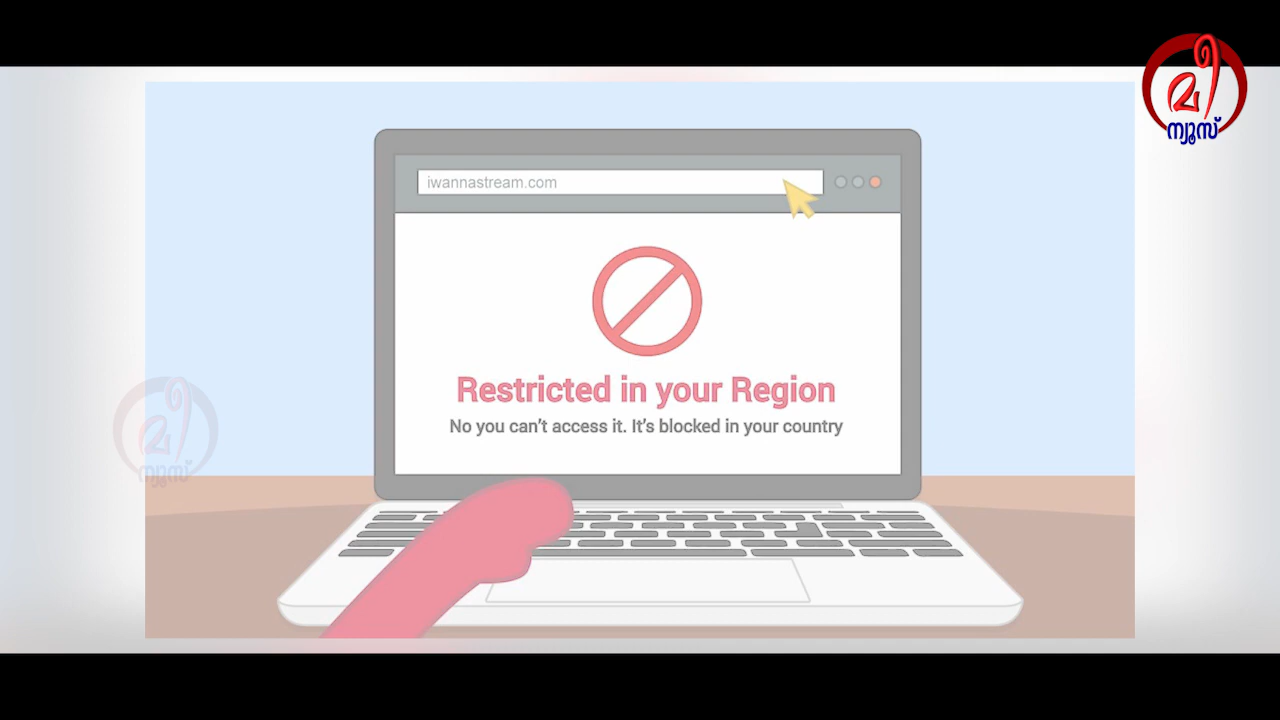 മീ
ന്യൂസ്
iwannastream.com
Restricted in your Region
No you can't access it. It's blocked in your country
മീ
ന്യൂസ്